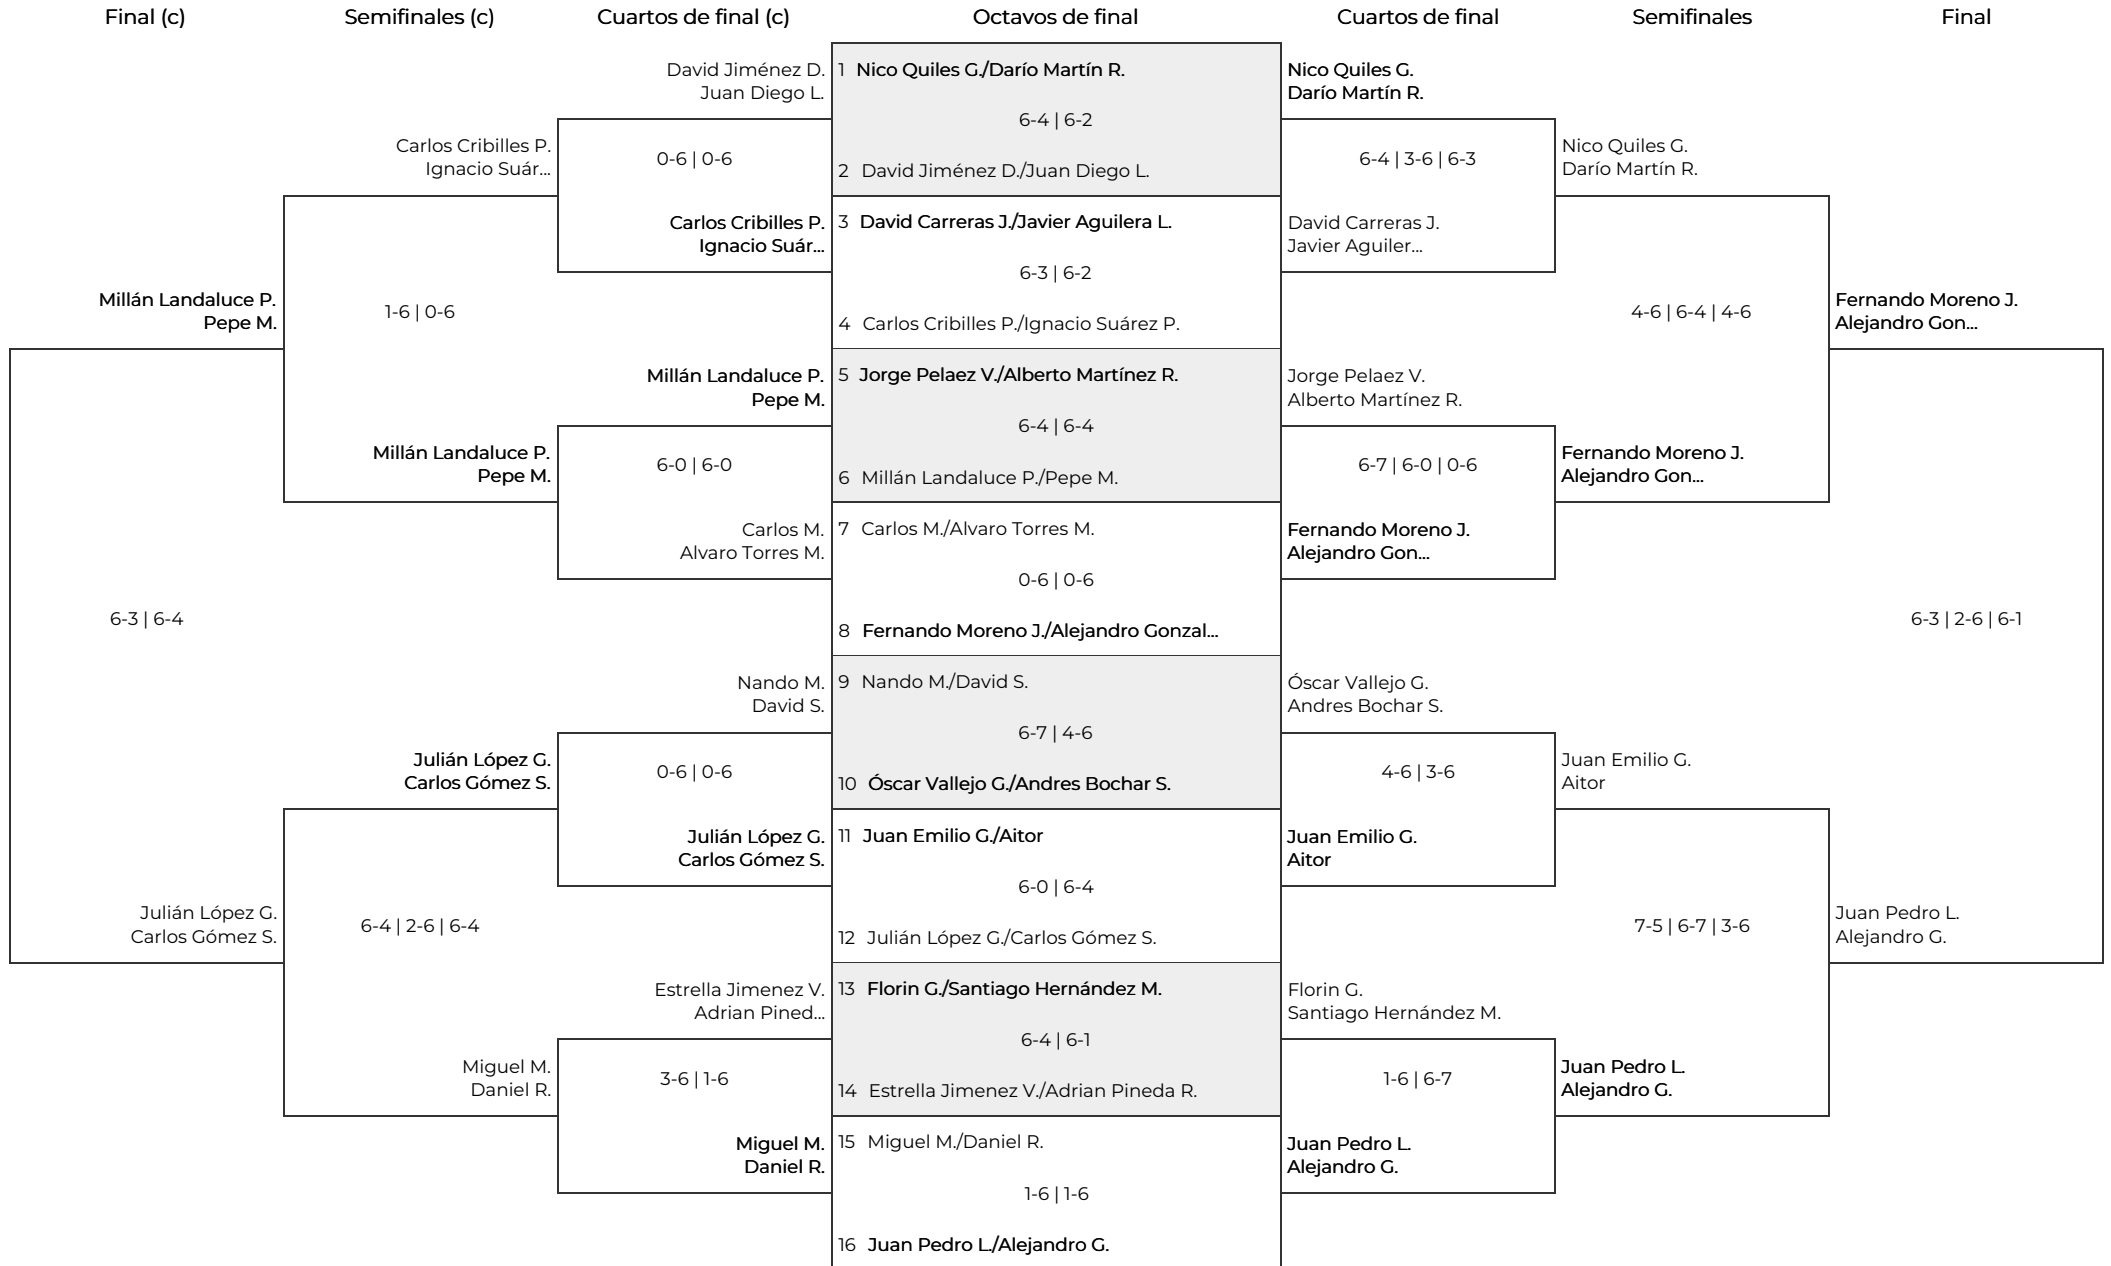 Final (c)
Semifinales (c)
Cuartos de final (c)
Octavos de final
Cuartos de final
Semifinales
Final
Millán Landaluce P.
Pepe M.
6-3 | 6-4
Julián López G.
Carlos Gómez S.
Carlos Cribilles P.
Ignacio Suár...
1-6 | 0-6
Millán Landaluce P.
Pepe M.
Julián López G.
Carlos Gómez S.
6-4 | 2-6 | 6-4
Miguel M.
Daniel R.
David Jiménez D.
Juan Diego L.
0-6 | 0-6
Carlos Cribilles P.
Ignacio Suár...
Millán Landaluce P.
Pepe M.
6-0 | 6-0
Carlos M.
Alvaro Torres M.
Nando M.
David S.
0-6 | 0-6
Julián López G.
Carlos Gómez S.
Estrella Jimenez V.
Adrian Pined...
3-6 | 1-6
Miguel M.
Daniel R.
1 Nico Quiles G./Darío Martín R.
6-4 | 6-2
2 David Jiménez D./Juan Diego L.
3 David Carreras J./Javier Aguilera L.
6-3 | 6-2
4 Carlos Cribilles P./Ignacio Suárez P.
5 Jorge Pelaez V./Alberto Martínez R.
6-4 | 6-4
6 Millán Landaluce P./Pepe M.
7 Carlos M./Alvaro Torres M.
0-6 | 0-6
8 Fernando Moreno J./Alejandro Gonzal...
9 Nando M./David S.
6-7 | 4-6
10 Óscar Vallejo G./Andres Bochar S.
11 Juan Emilio G./Aitor
6-0 | 6-4
12 Julián López G./Carlos Gómez S.
13 Florin G./Santiago Hernández M.
6-4 | 6-1
14 Estrella Jimenez V./Adrian Pineda R.
15 Miguel M./Daniel R.
1-6 | 1-6
16 Juan Pedro L./Alejandro G.
Nico Quiles G.
Darío Martín R.
6-4 | 3-6 | 6-3
David Carreras J.
Javier Aguiler...
Jorge Pelaez V.
Alberto Martínez R.
6-7 | 6-0 | 0-6
Fernando Moreno J.
Alejandro Gon...
Óscar Vallejo G.
Andres Bochar S.
4-6 | 3-6
Juan Emilio G.
Aitor
Florin G.
Santiago Hernández M.
1-6 | 6-7
Juan Pedro L.
Alejandro G.
Nico Quiles G.
Darío Martín R.
4-6 | 6-4 | 4-6
Fernando Moreno J.
Alejandro Gon...
Juan Emilio G.
Aitor
7-5 | 6-7 | 3-6
Juan Pedro L.
Alejandro G.
Fernando Moreno J.
Alejandro Gon...
6-3 | 2-6 | 6-1
Juan Pedro L.
Alejandro G.